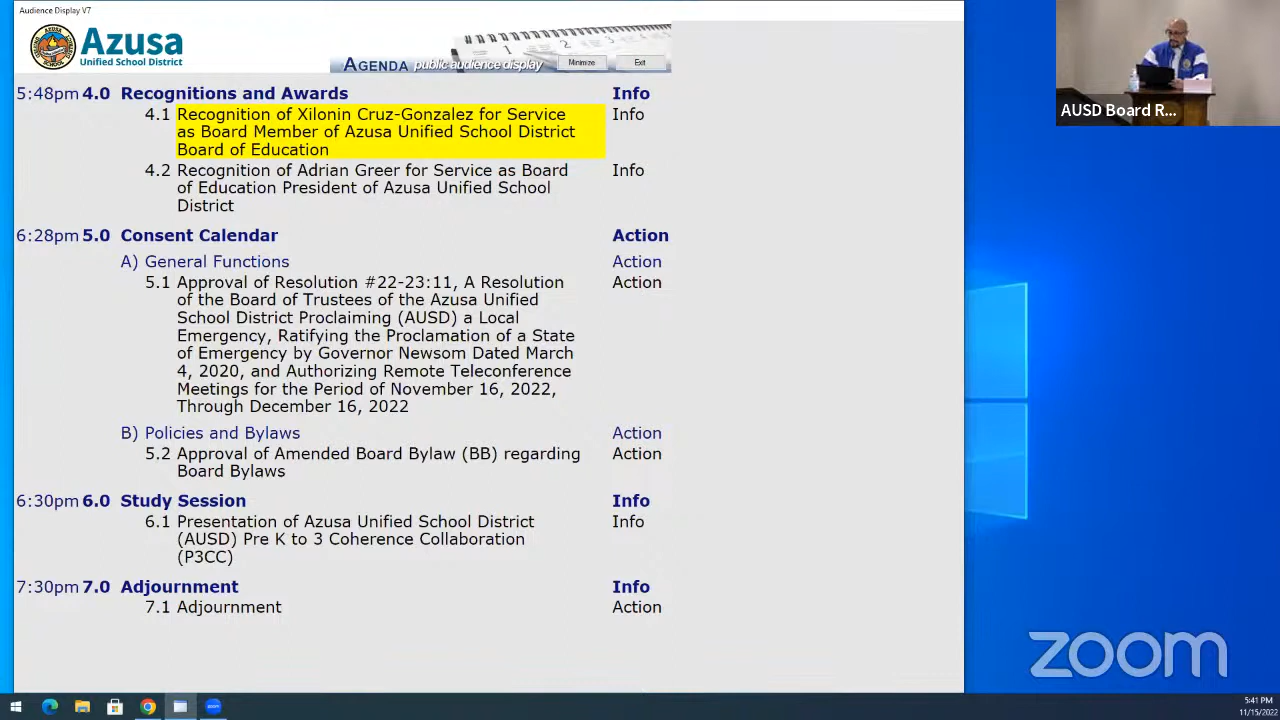 Audience Display V7
Azusa
Unified School District
AGENDA public audience display
Minimize
Exit
1 2 3
5:48pm 4.0 Recognitions and Awards Info
4.1 Recognition of Xilonin Cruz-Gonzalez for Service Info
as Board Member of Azusa Unified School District
Board of Education
4.2 Recognition of Adrian Greer for Service as Board Info
of Education President of Azusa Unified School
District
6:28pm 5.0 Consent Calendar Action
A) General Functions Action
5.1 Approval of Resolution #22-23:11, A Resolution Action
of the Board of Trustees of the Azusa Unified
School District Proclaiming (AUSD) a Local
Emergency, Ratifying the Proclamation of a State
of Emergency by Governor Newsom Dated March
4, 2020, and Authorizing Remote Teleconference
Meetings for the Period of November 16, 2022,
Through December 16, 2022
B) Policies and Bylaws Action
5.2 Approval of Amended Board Bylaw (BB) regarding Action
Board Bylaws
6:30pm 6.0 Study Session Info
6.1 Presentation of Azusa Unified School District Info
(AUSD) Pre K to 3 Coherence Collaboration
(P3CC)
7:30pm 7.0 Adjournment Info
7.1 Adjournment Action
AUSD Board R...
zoom
zoom
5:41 PM
11/15/2022